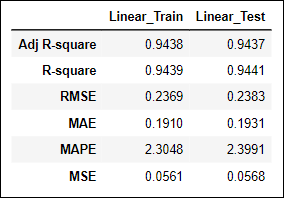 Linear_Train Linear_Test
Adj R-square 0.9438 0.9437
R-square 0.9439 0.9441
RMSE 0.2369 0.2383
MAE 0.1910 0.1931
MAPE 2.3048 2.3991
MSE 0.0561 0.0568